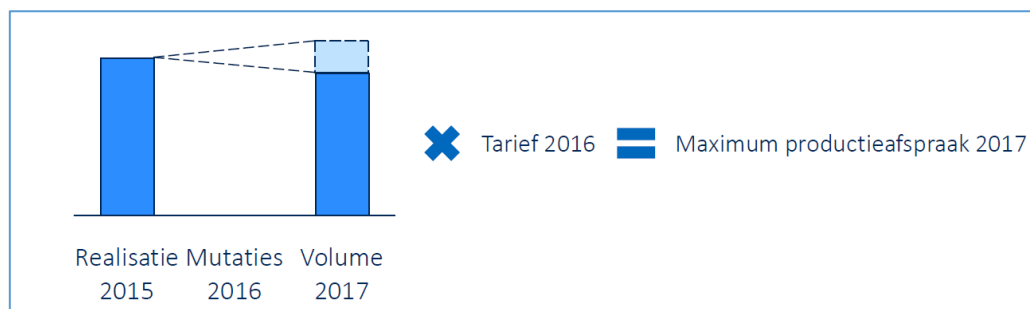 Tarief 2016
Maximum productieafspraak 2017
Realisatie Mutaties Volume
2015 2016 2017